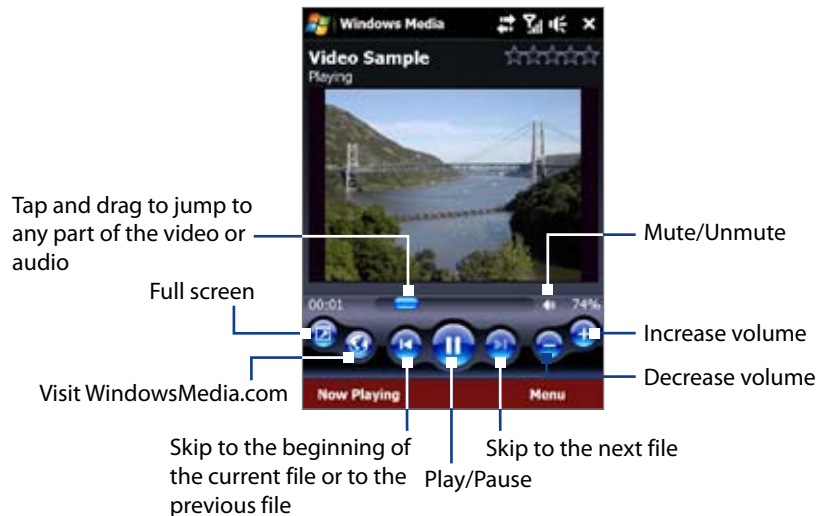 Windows Media
Video Sample
Playing
Tap and drag to jump to
any part of the video or
audio
Mute/Unmute
Full screen
00:01
74%
Increase volume
Decrease volume
Visit WindowsMedia.com
Now Playing
Menu
Skip to the beginning of
the current file or to the
previous file
Play/Pause
Skip to the next file